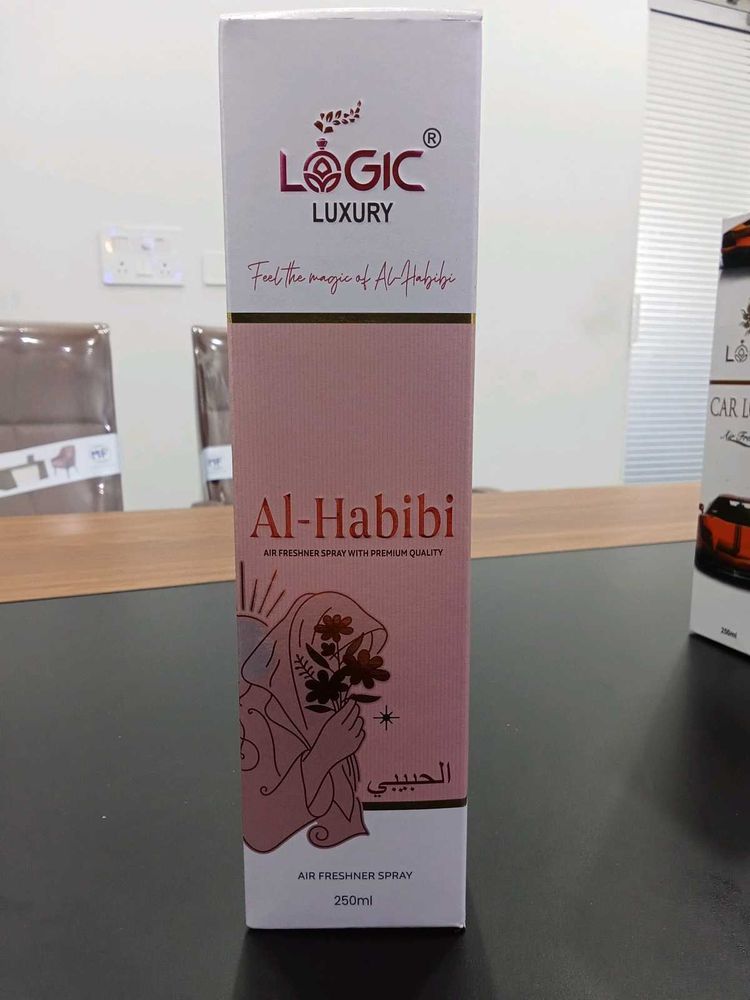 LOGIC®
LUXURY
Feel the magic of Al-Habibi
Al-Habibi
AIR FRESHNER SPRAY WITH PREMIUM QUALITY
الحبيبي
AIR FRESHNER SPRAY
250ml
CAR
250ml